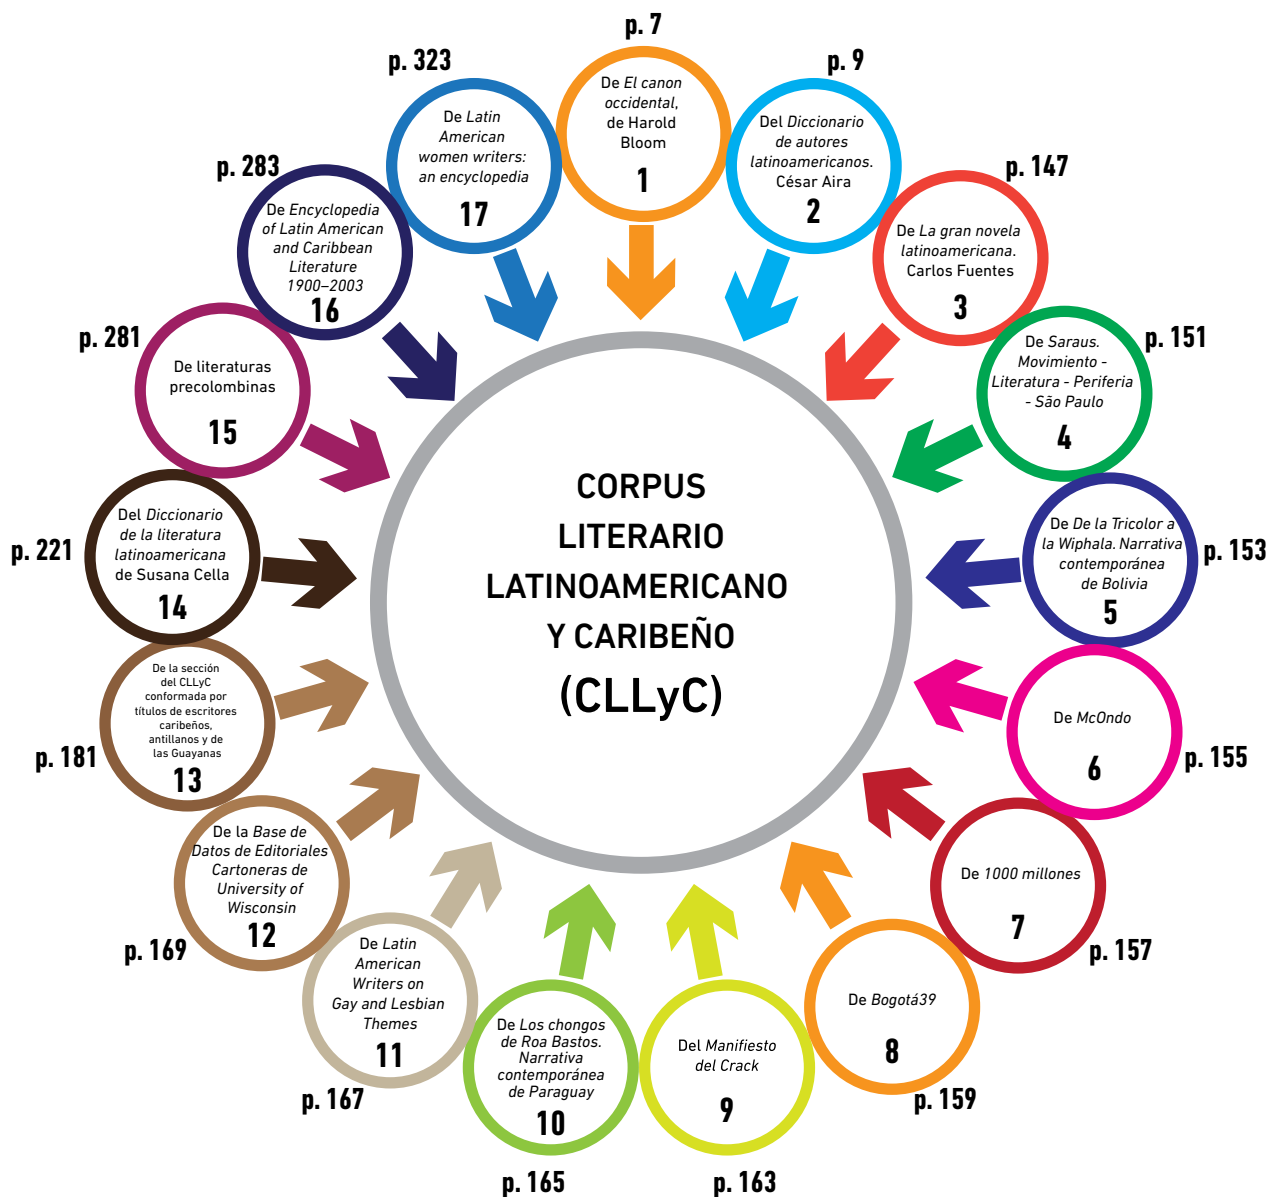 p. 7
De El canon
occidental,
de Harold
Bloom
1
p. 9
Del Diccionario
de autores
latinoamericanos.
César Aira
2
p. 147
De La gran novela
latinoamericana.
Carlos Fuentes
3
p. 151
De Saraus.
Movimiento -
Literatura - Periferia
- São Paulo
4
p. 153
De De la Tricolor a
la Wiphala. Narrativa
contemporánea
de Bolivia
5
p. 155
De McOndo
6
p. 157
De 1000 millones
7
p. 159
De Bogotá39
8
p. 163
Del Manifiesto
del Crack
9
p. 165
De Los chongos
de Roa Bastos.
Narrativa
contemporánea
de Paraguay
10
p. 167
De Latin
American
Writers on
Gay and Lesbian
Themes
11
p. 169
De la Base de
Datos de Editoriales
Cartoneras de
University of
Wisconsin
12
p. 181
De la sección
del CLLyC
conformada por
títulos de escritores
caribeños,
antillanos y de
las Guayanas
13
p. 221
Del Diccionario
de la literatura
latinoamericana
de Susana Cella
14
p. 281
De literaturas
precolombinas
15
p. 283
De Encyclopedia
of Latin American
and Caribbean
Literature
1900–2003
16
p. 323
De Latin
American
women writers:
an encyclopedia
17
CORPUS
LITERARIO
LATINOAMERICANO
Y CARIBEÑO
(CLLyC)